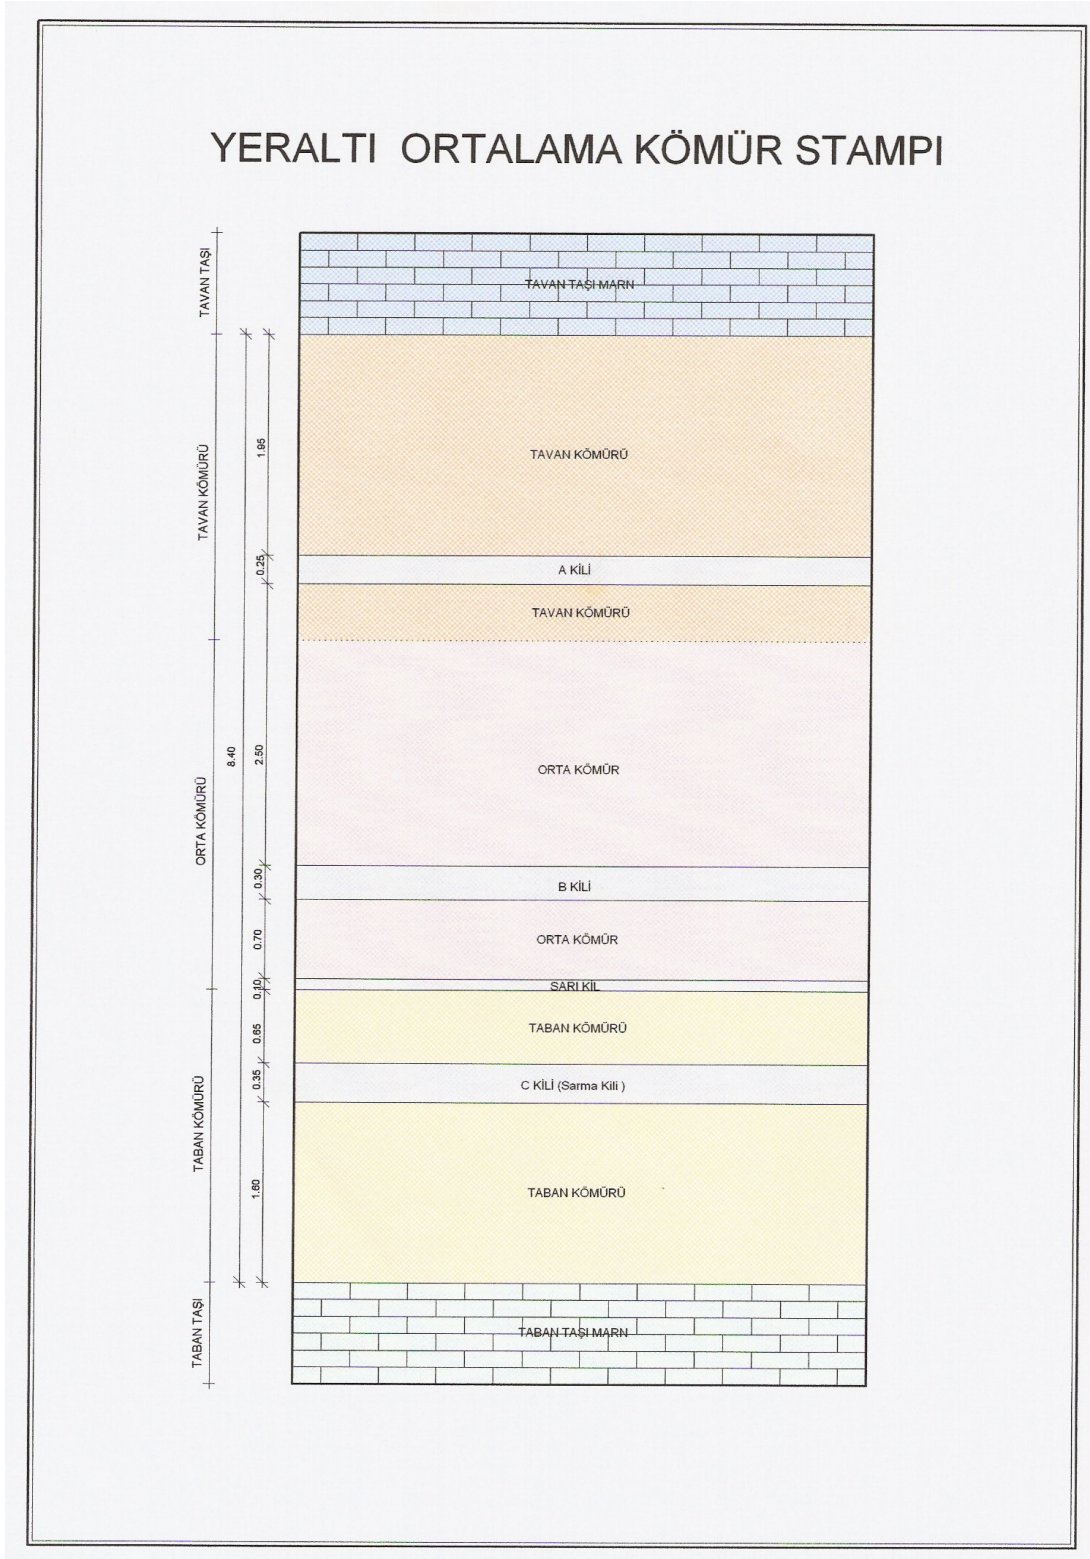 YERALTI ORTALAMA KÖMÜR STAMPI
TAVAN TAŞI
TAVAN TAŞI MARN
TAVAN KÖMÜRÜ
1.95
TAVAN KÖMÜRÜ
0.25
A KİLİ
TAVAN KÖMÜRÜ
ORTA KÖMÜRÜ
8.40
2.50
ORTA KÖMÜR
0.30
B KİLİ
0.70
ORTA KÖMÜR
0.10
SARI KİL
TABAN KÖMÜRÜ
0.65
TABAN KÖMÜRÜ
0.35
C KİLİ (Sarma Kili )
1.60
TABAN KÖMÜRÜ
TABAN TAŞI
TABAN TAŞI MARN